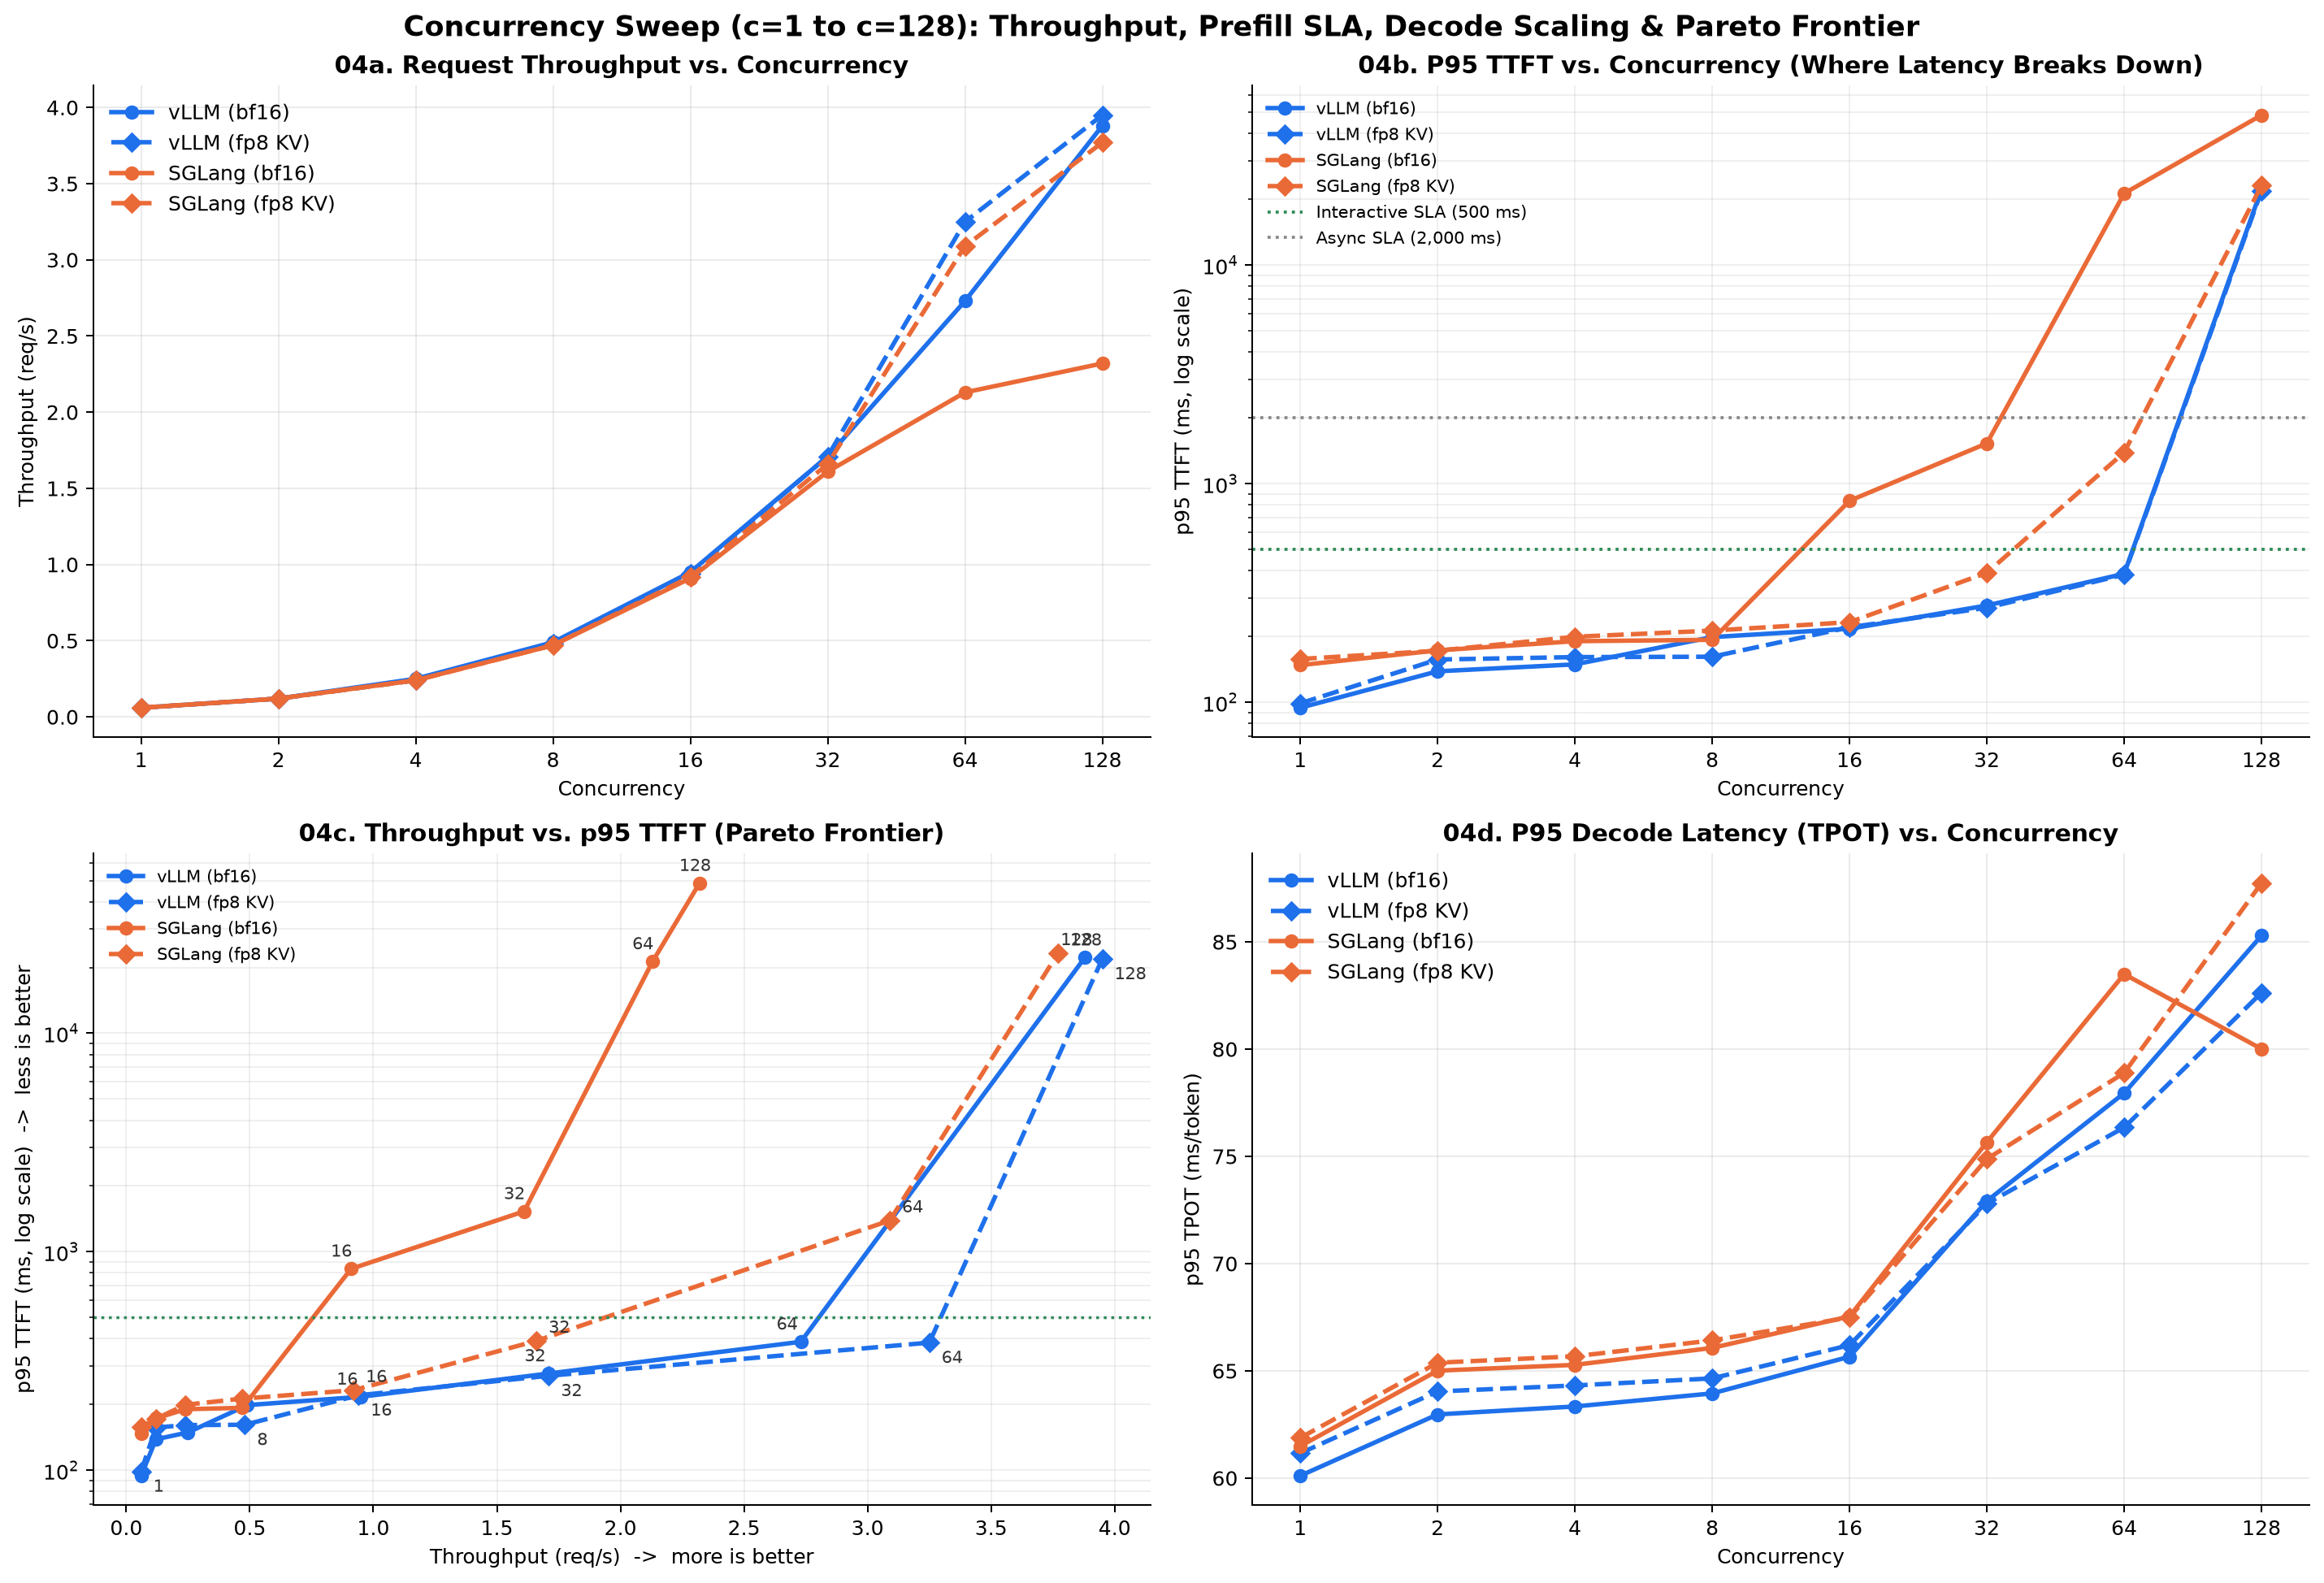 Concurrency Sweep (c=1 to c=128): Throughput, Prefill SLA, Decode Scaling & Pareto Frontier
04a. Request Throughput vs. Concurrency
vLLM (bf16)
vLLM (fp8 KV)
SGLang (bf16)
SGLang (fp8 KV)
Throughput (req/s)
4.0
3.5
3.0
2.5
2.0
1.5
1.0
0.5
0.0
1 2 4 8 16 32 64 128
Concurrency
04b. P95 TTFT vs. Concurrency (Where Latency Breaks Down)
vLLM (bf16)
vLLM (fp8 KV)
SGLang (bf16)
SGLang (fp8 KV)
Interactive SLA (500 ms)
Async SLA (2,000 ms)
p95 TTFT (ms, log scale)
10⁴
10³
10²
1 2 4 8 16 32 64 128
Concurrency
04c. Throughput vs. p95 TTFT (Pareto Frontier)
vLLM (bf16)
vLLM (fp8 KV)
SGLang (bf16)
SGLang (fp8 KV)
p95 TTFT (ms, log scale) -> less is better
10⁴
10³
10²
128
64
128
128
128
32
64
16
64
32
64
32
16
16
32
16
8
1
0.0 0.5 1.0 1.5 2.0 2.5 3.0 3.5 4.0
Throughput (req/s) -> more is better
04d. P95 Decode Latency (TPOT) vs. Concurrency
vLLM (bf16)
vLLM (fp8 KV)
SGLang (bf16)
SGLang (fp8 KV)
p95 TPOT (ms/token)
85
80
75
70
65
60
1 2 4 8 16 32 64 128
Concurrency